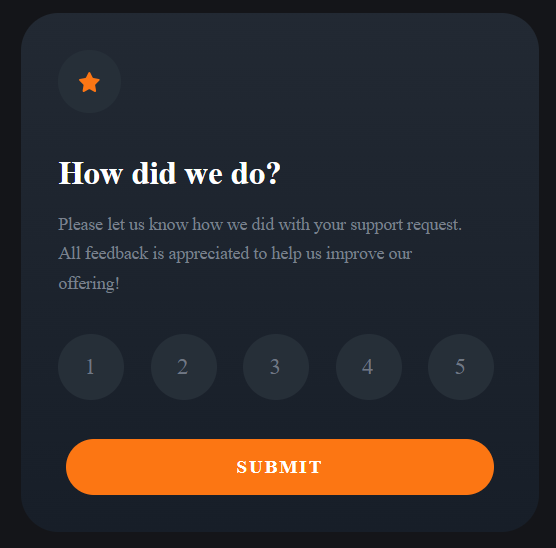 How did we do?
Please let us know how we did with your support request.
All feedback is appreciated to help us improve our
offering!
1 2 3 4 5
SUBMIT